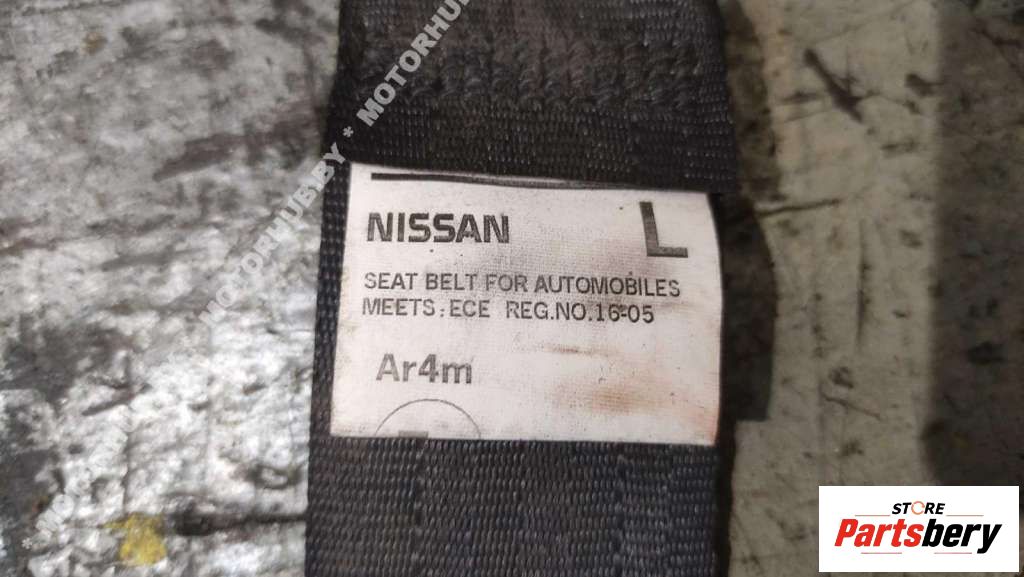 MOTORHUB.BY * MOTORHUB.BY * MOTORHUB.BY
NISSAN L
SEAT BELT FOR AUTOMOBILES
MEETS: ECE REG.NO.16-05
Ar4m
STORE
Partsbery